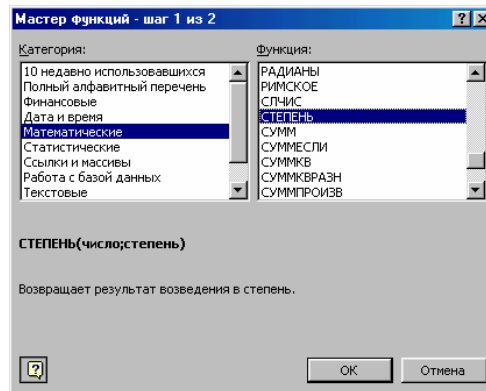 Мастер функций - шаг 1 из 2
Категория:
Функция:
10 недавно использовавшихся
Полный алфавитный перечень
Финансовые
Дата и время
Математические
Статистические
Ссылки и массивы
Работа с базой данных
Текстовые
РАДИАНЫ
РИМСКОЕ
СЛЧИС
СТЕПЕНЬ
СУММ
СУММЕСЛИ
СУММКВ
СУММКВРАЗН
СУММПРОИЗВ
СТЕПЕНЬ(число;степень)
Возвращает результат возведения в степень.
ОК
Отмена